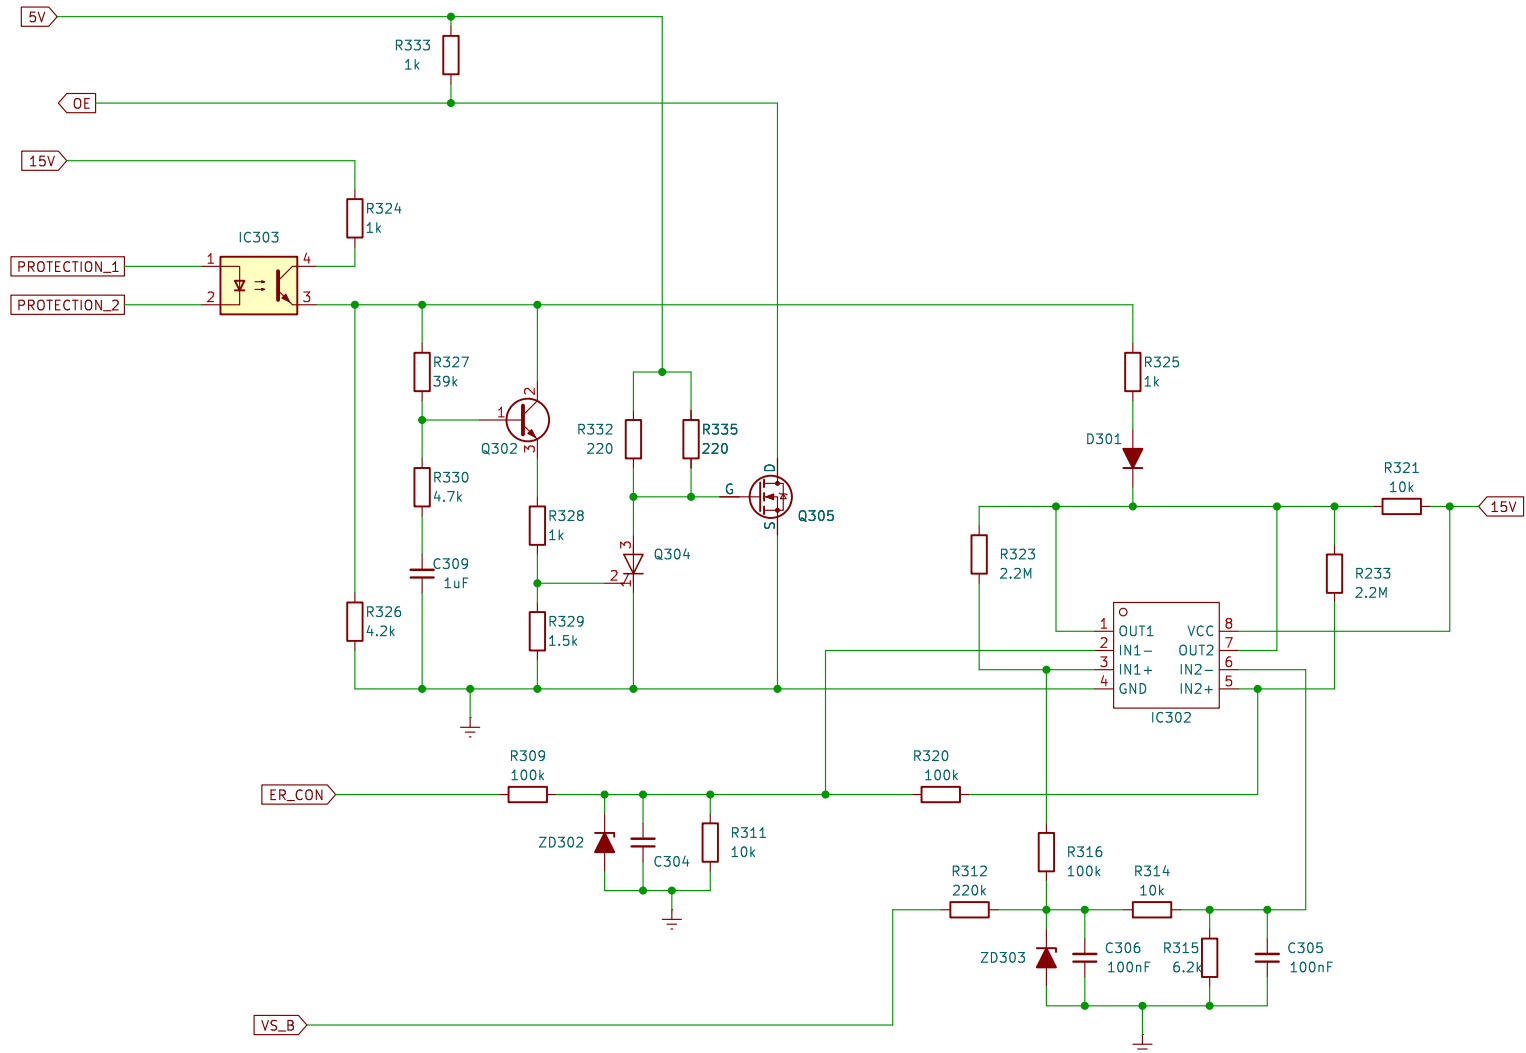 5V
R333
1k
OE
15V
R324
1k
IC303
PROTECTION_1
1
4
PROTECTION_2
2
3
R327
39k
R325
1k
2
1
Q302
3
R332
220
R335
220
D301
D
G
S
Q305
R330
4.7k
R321
10k
15V
R328
1k
3
Q304
2
1
C309
1uF
R323
2.2M
R233
2.2M
R326
4.2k
R329
1.5k
1 OUT1 VCC 8
2 IN1- OUT2 7
3 IN1+ IN2- 6
4 GND IN2+ 5
IC302
R309
100k
R320
100k
ER_CON
ZD302
C304
R311
10k
R316
100k
R312
220k
R314
10k
ZD303
C306
100nF
R315
6.2k
C305
100nF
VS_B